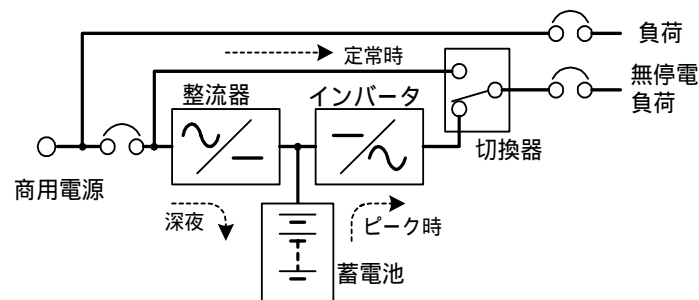 負荷
定常時
無停電
負荷
整流器
インバータ
切換器
商用電源
深夜
ピーク時
蓄電池